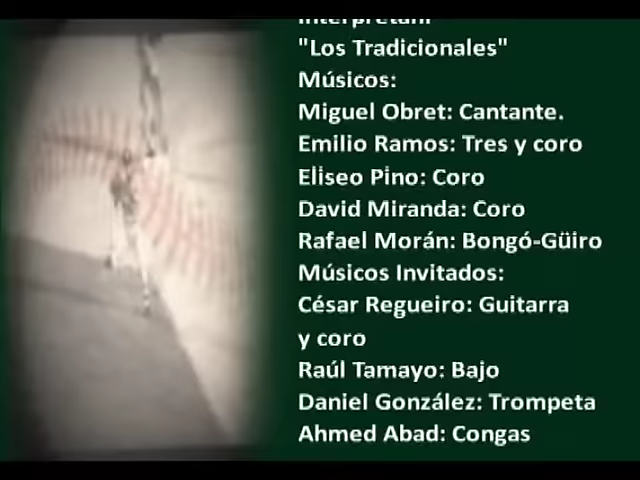 "Los Tradicionales"
Músicos:
Miguel Obret: Cantante.
Emilio Ramos: Tres y coro
Eliseo Pino: Coro
David Miranda: Coro
Rafael Morán: Bongó-Güiro
Músicos Invitados:
César Regueiro: Guitarra
y coro
Raúl Tamayo: Bajo
Daniel González: Trompeta
Ahmed Abad: Congas